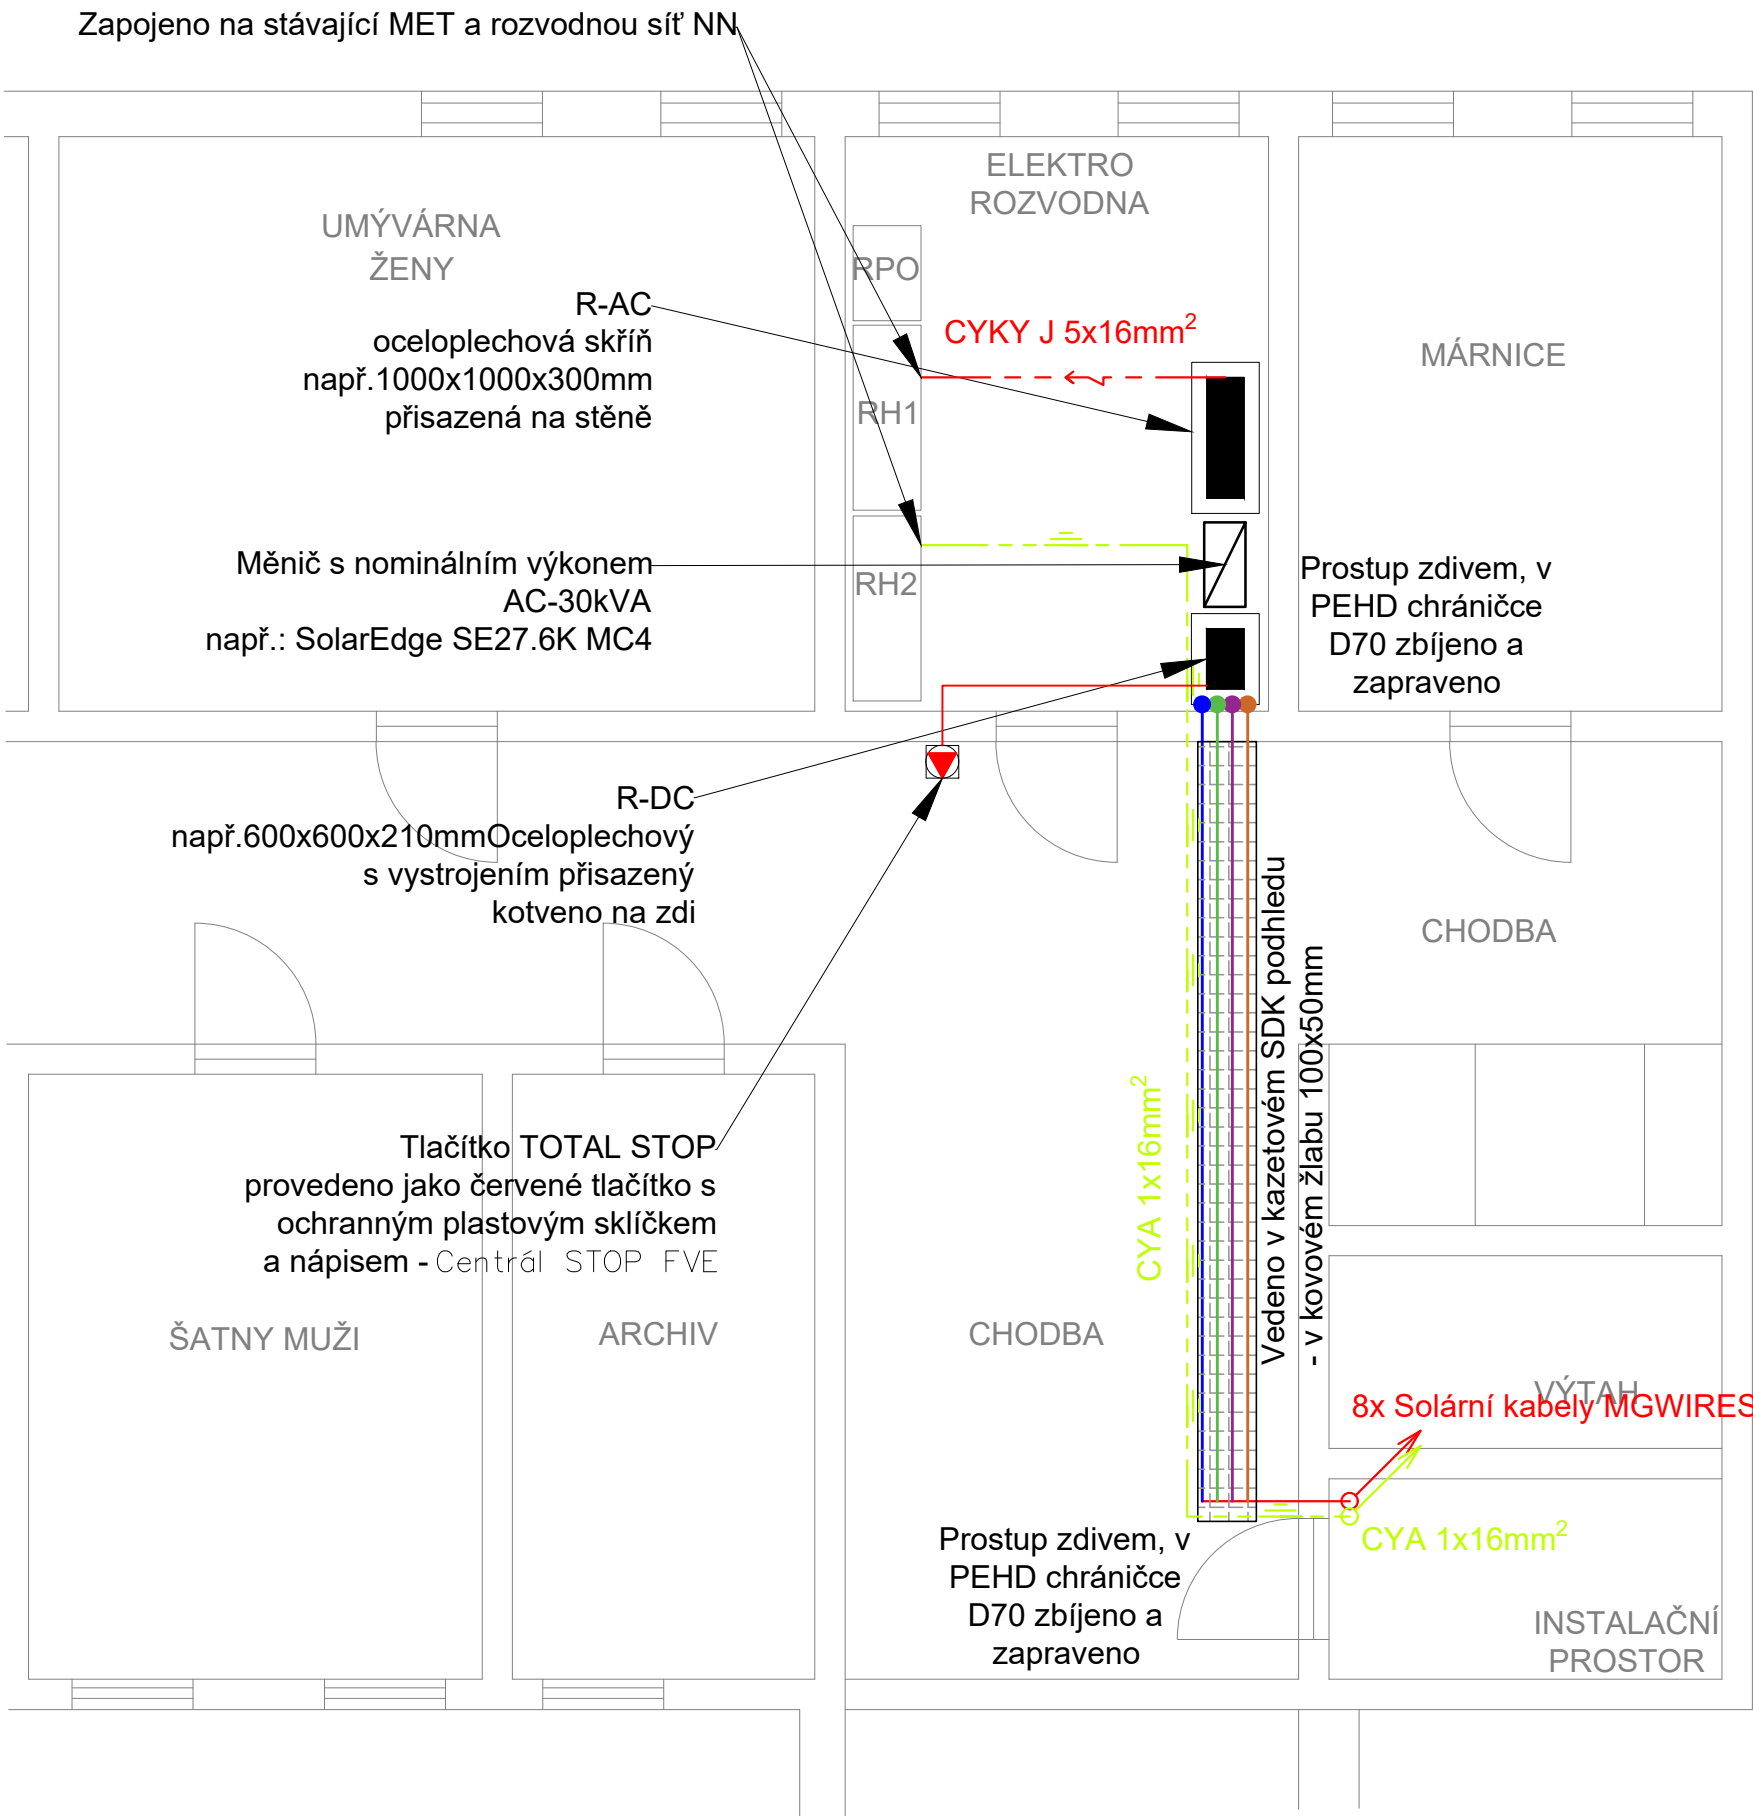 Zapojeno na stávající MET a rozvodnou síť NN
ELEKTRO
ROZVODNA
UMÝVÁRNA
ŽENY
RPO
R-AC
oceloplechová skříň
např.1000x1000x300mm
přisazená na stěně
CYKY J 5x16mm²
MÁRNICE
RH1
Měnič s nominálním výkonem
AC-30kVA
např.: SolarEdge SE27.6K MC4
RH2
Prostup zdivem, v
PEHD chráničce
D70 zbíjeno a
zapraveno
R-DC
např.600x600x210mmOceloplechový
s vystrojením přisazený
kotveno na zdi
CHODBA
Vedeno v kazetovém SDK podhledu
- v kovovém žlabu 100x50mm
CYA 1x16mm²
Tlačítko TOTAL STOP
provedeno jako červené tlačítko s
ochranným plastovým sklíčkem
a nápisem - Centrál STOP FVE
ŠATNY MUŽI
ARCHIV
CHODBA
VÝTAH
8x Solární kabely MGWIRES
CYA 1x16mm²
Prostup zdivem, v
PEHD chráničce
D70 zbíjeno a
zapraveno
INSTALAČNÍ
PROSTOR